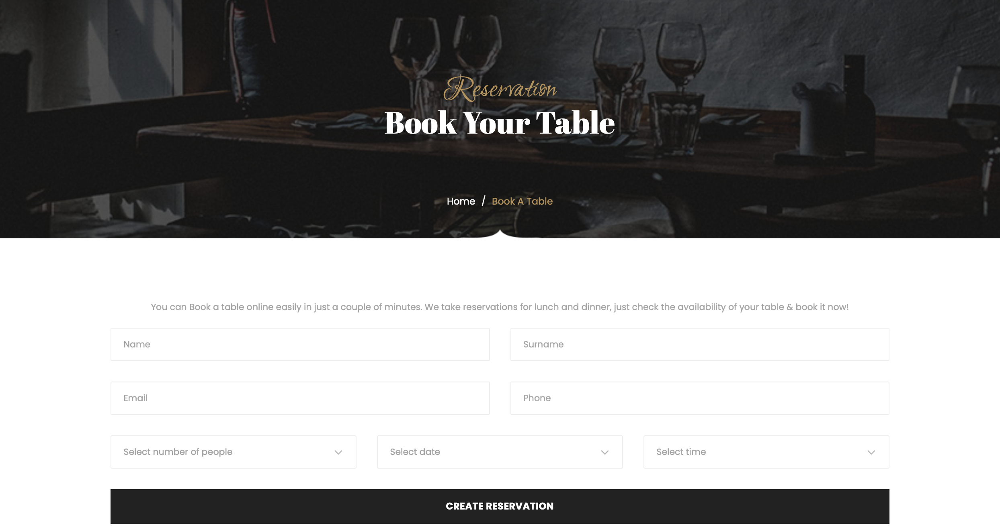 Reservation
Book Your Table
Home / Book A Table
You can Book a table online easily in just a couple of minutes. We take reservations for lunch and dinner, just check the availability of your table & book it now!
Name
Surname
Email
Phone
Select number of people
Select date
Select time
CREATE RESERVATION